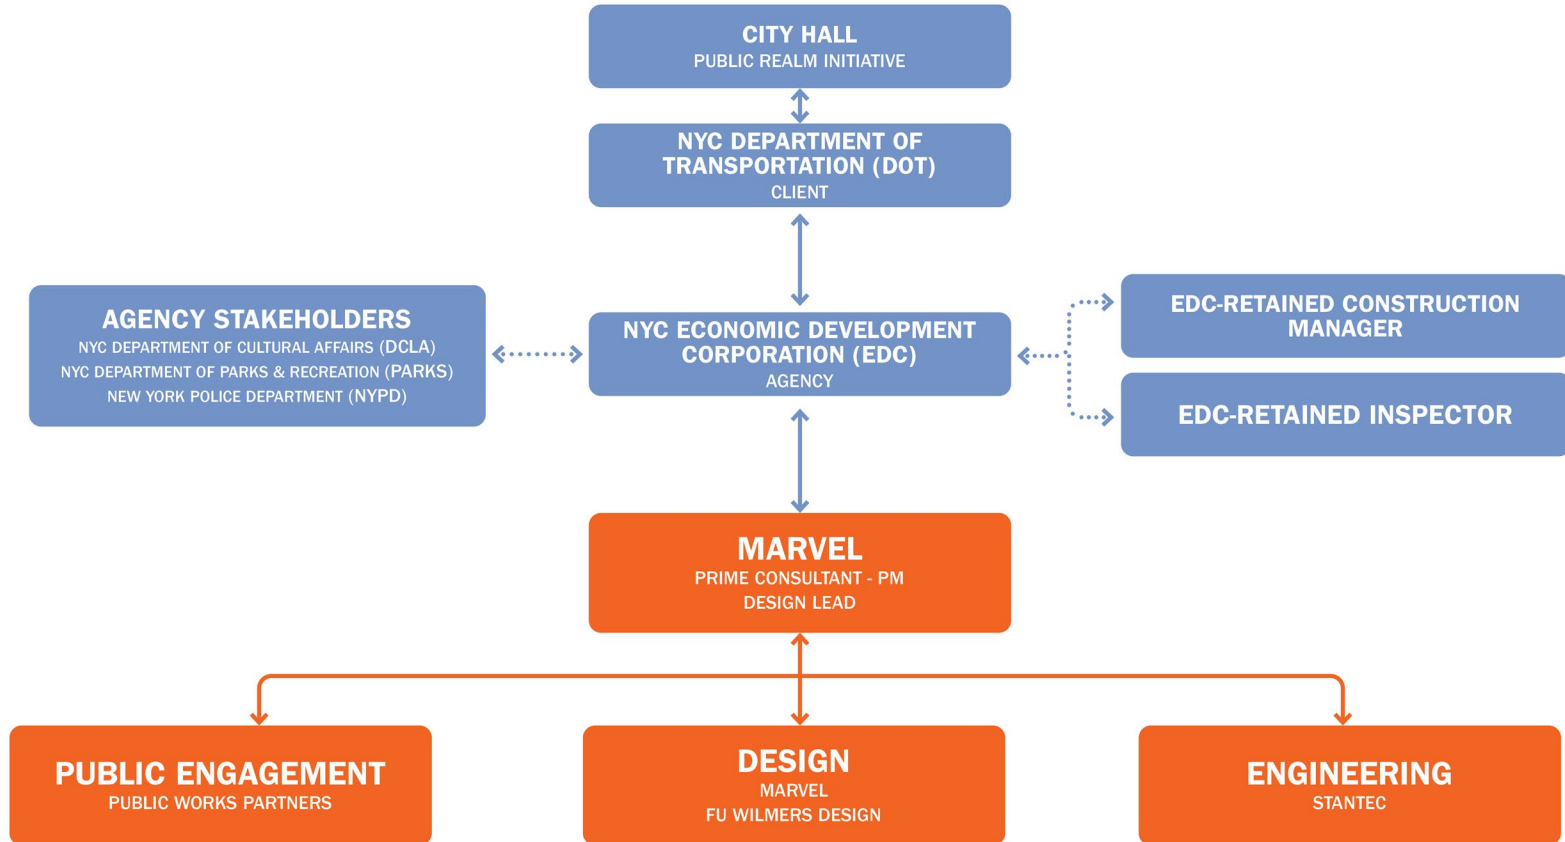 CITY HALL
PUBLIC REALM INITIATIVE
NYC DEPARTMENT OF
TRANSPORTATION (DOT)
CLIENT
AGENCY STAKEHOLDERS
NYC DEPARTMENT OF CULTURAL AFFAIRS (DCLA)
NYC DEPARTMENT OF PARKS & RECREATION (PARKS)
NEW YORK POLICE DEPARTMENT (NYPD)
NYC ECONOMIC DEVELOPMENT
CORPORATION (EDC)
AGENCY
EDC-RETAINED CONSTRUCTION
MANAGER
EDC-RETAINED INSPECTOR
MARVEL
PRIME CONSULTANT - PM
DESIGN LEAD
PUBLIC ENGAGEMENT
PUBLIC WORKS PARTNERS
DESIGN
MARVEL
FU WILMERS DESIGN
ENGINEERING
STANTEC